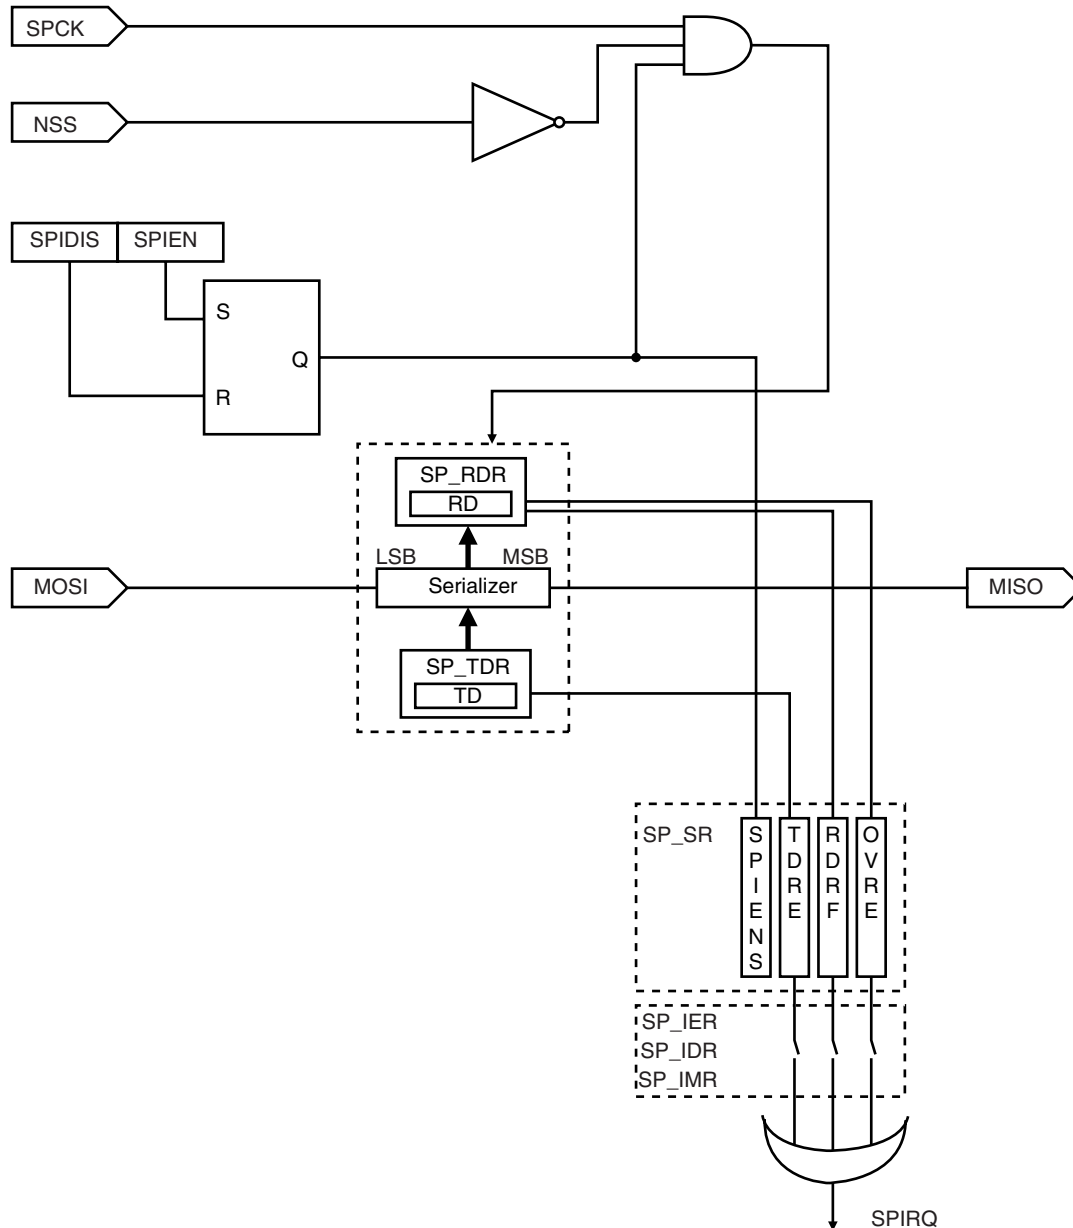 SPCK
NSS
SPIDIS SPIEN
S
Q
R
SP_RDR
RD
LSB MSB
MOSI
Serializer
MISO
SP_TDR
TD
SP_SR
SPIENS
TDRE
RDRF
OVRE
SP_IER
SP_IDR
SP_IMR
SPIRQ